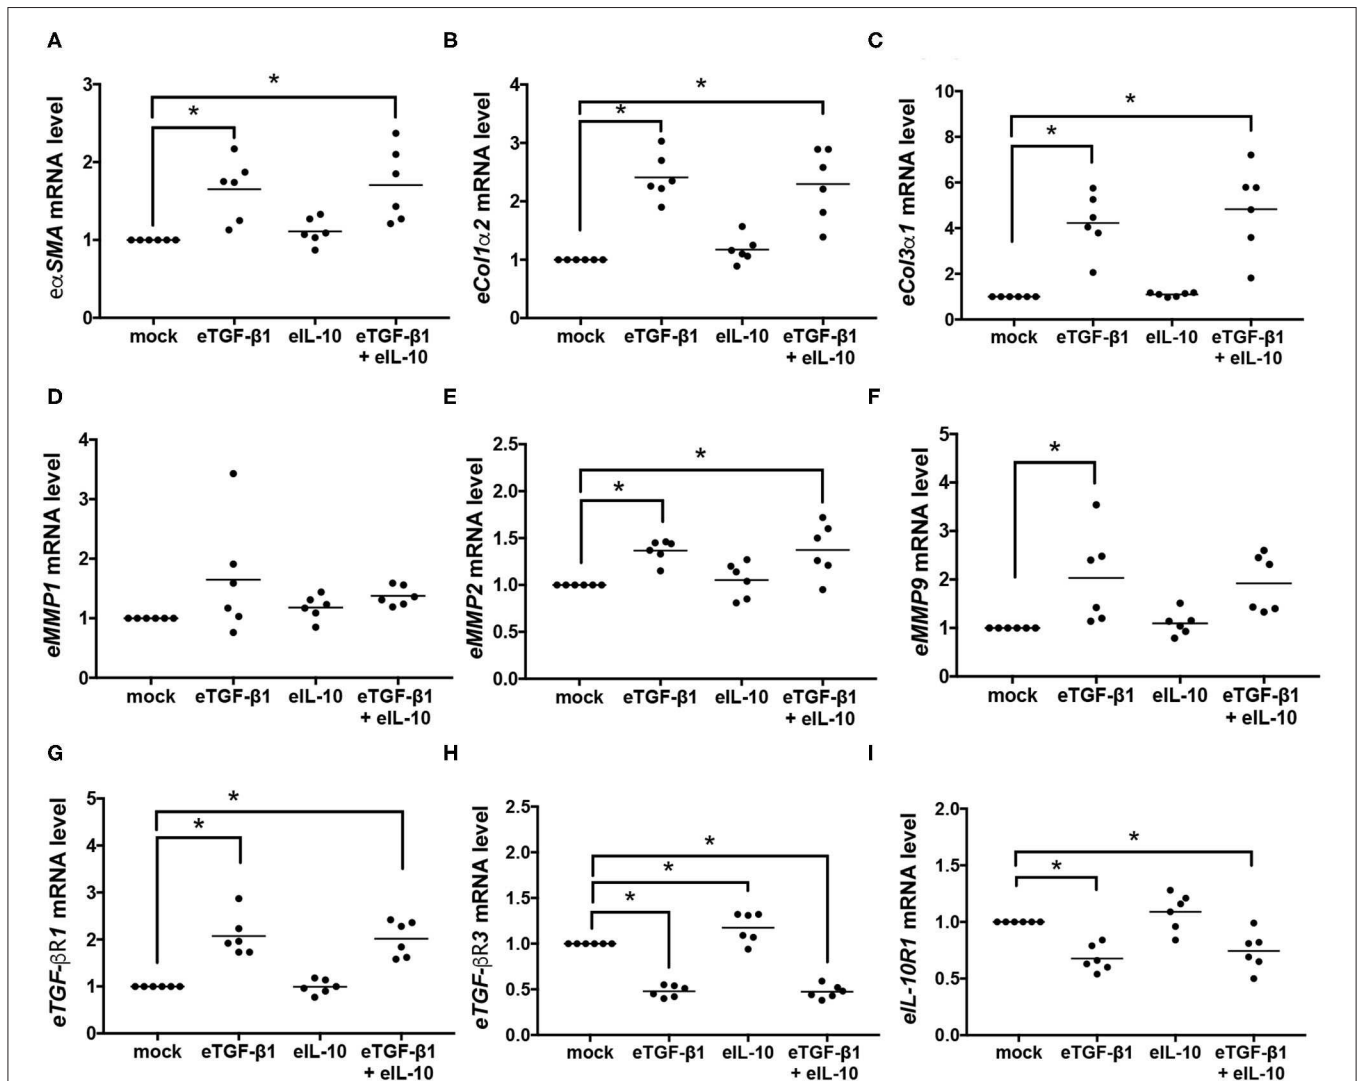 A
eαSMA mRNA level
3
2
1
0
*
*
mock eTGF-β1 eIL-10 eTGF-β1
+ eIL-10
B
eCol1α2 mRNA level
4
3
2
1
0
*
*
mock eTGF-β1 eIL-10 eTGF-β1
+ eIL-10
C
eCol3α1 mRNA level
10
8
6
4
2
0
*
*
mock eTGF-β1 eIL-10 eTGF-β1
+ eIL-10
D
eMMP1 mRNA level
4
3
2
1
0
mock eTGF-β1 eIL-10 eTGF-β1
+ eIL-10
E
eMMP2 mRNA level
2.5
2.0
1.5
1.0
0.5
0.0
*
*
mock eTGF-β1 eIL-10 eTGF-β1
+ eIL-10
F
eMMP9 mRNA level
5
4
3
2
1
0
*
mock eTGF-β1 eIL-10 eTGF-β1
+ eIL-10
G
eTGF-βR1 mRNA level
5
4
3
2
1
0
*
*
mock eTGF-β1 eIL-10 eTGF-β1
+ eIL-10
H
eTGF-βR3 mRNA level
2.5
2.0
1.5
1.0
0.5
0.0
*
*
*
mock eTGF-β1 eIL-10 eTGF-β1
+ eIL-10
I
eIL-10R1 mRNA level
2.0
1.5
1.0
0.5
0.0
*
*
mock eTGF-β1 eIL-10 eTGF-β1
+ eIL-10